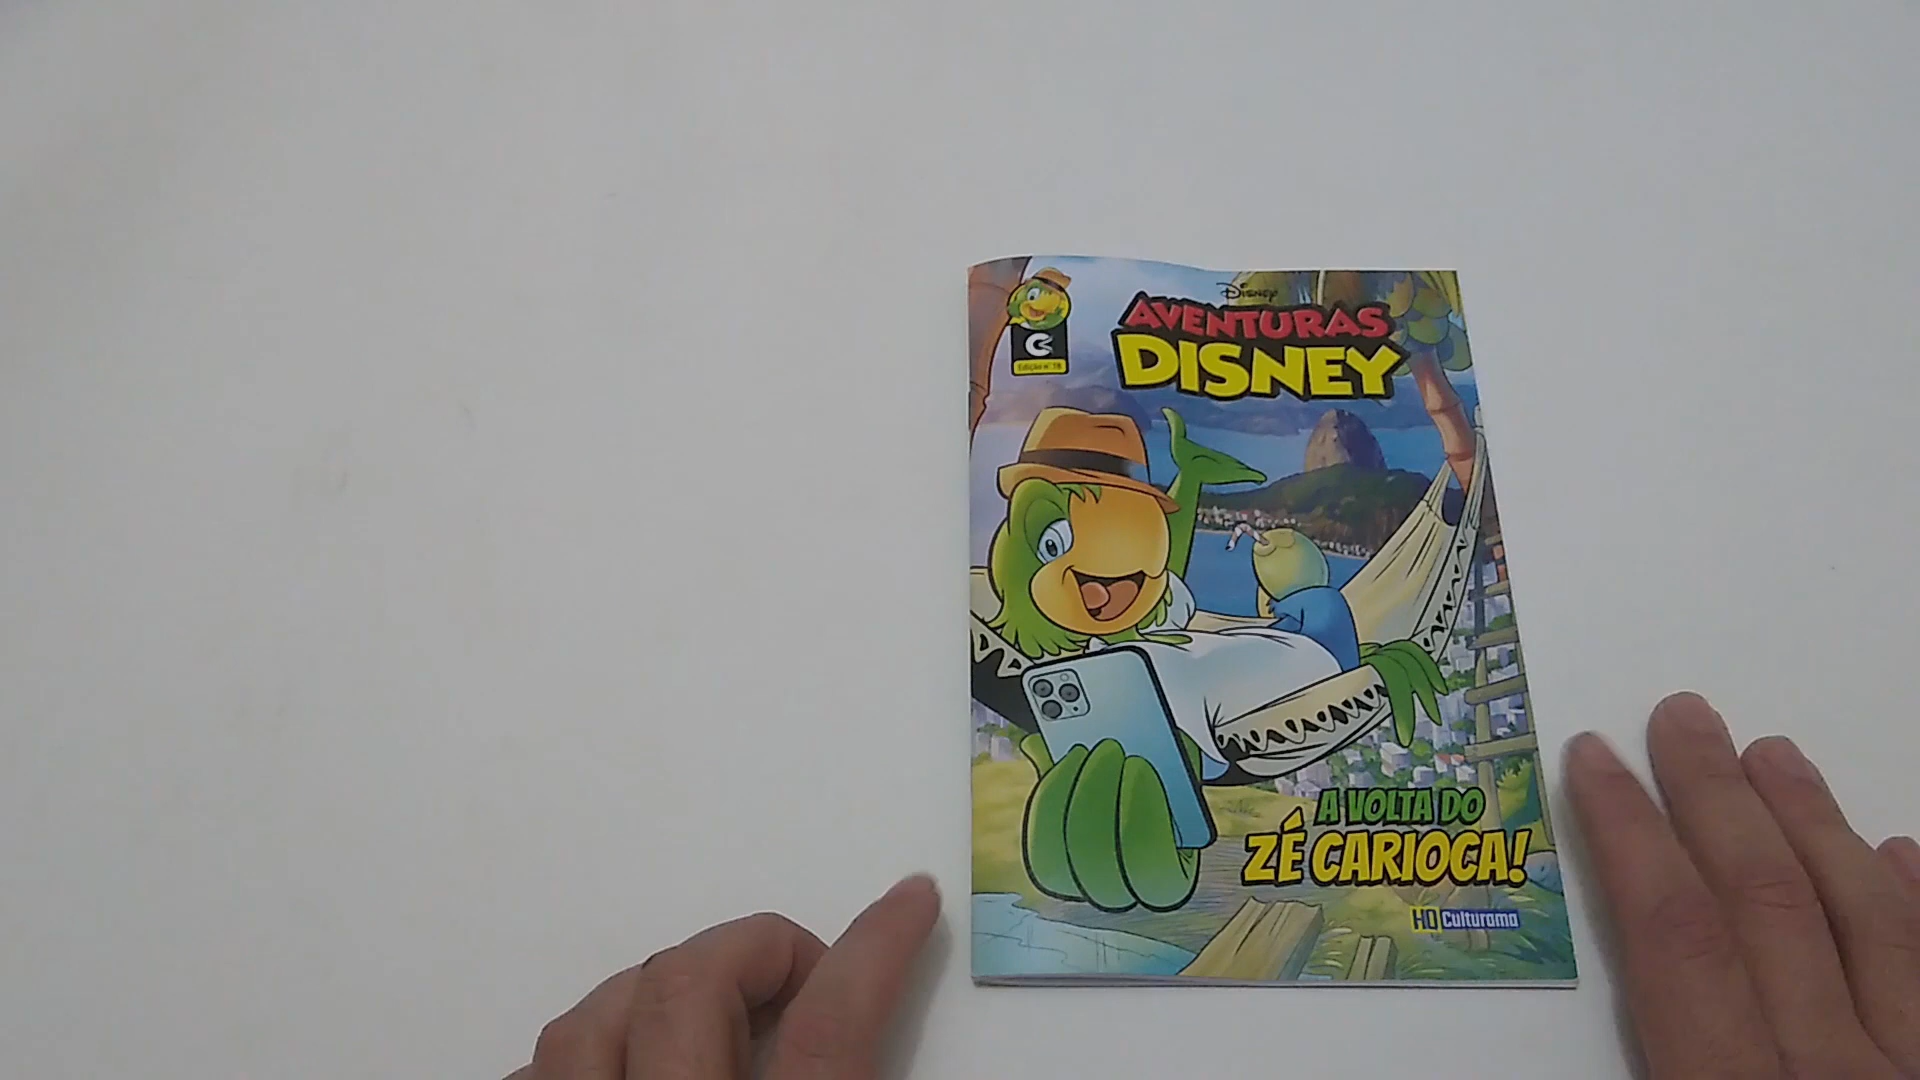 Disney
AVENTURAS
DISNEY
Edição nº 18
A VOLTA DO
ZÉ CARIOCA!
HQ Culturama